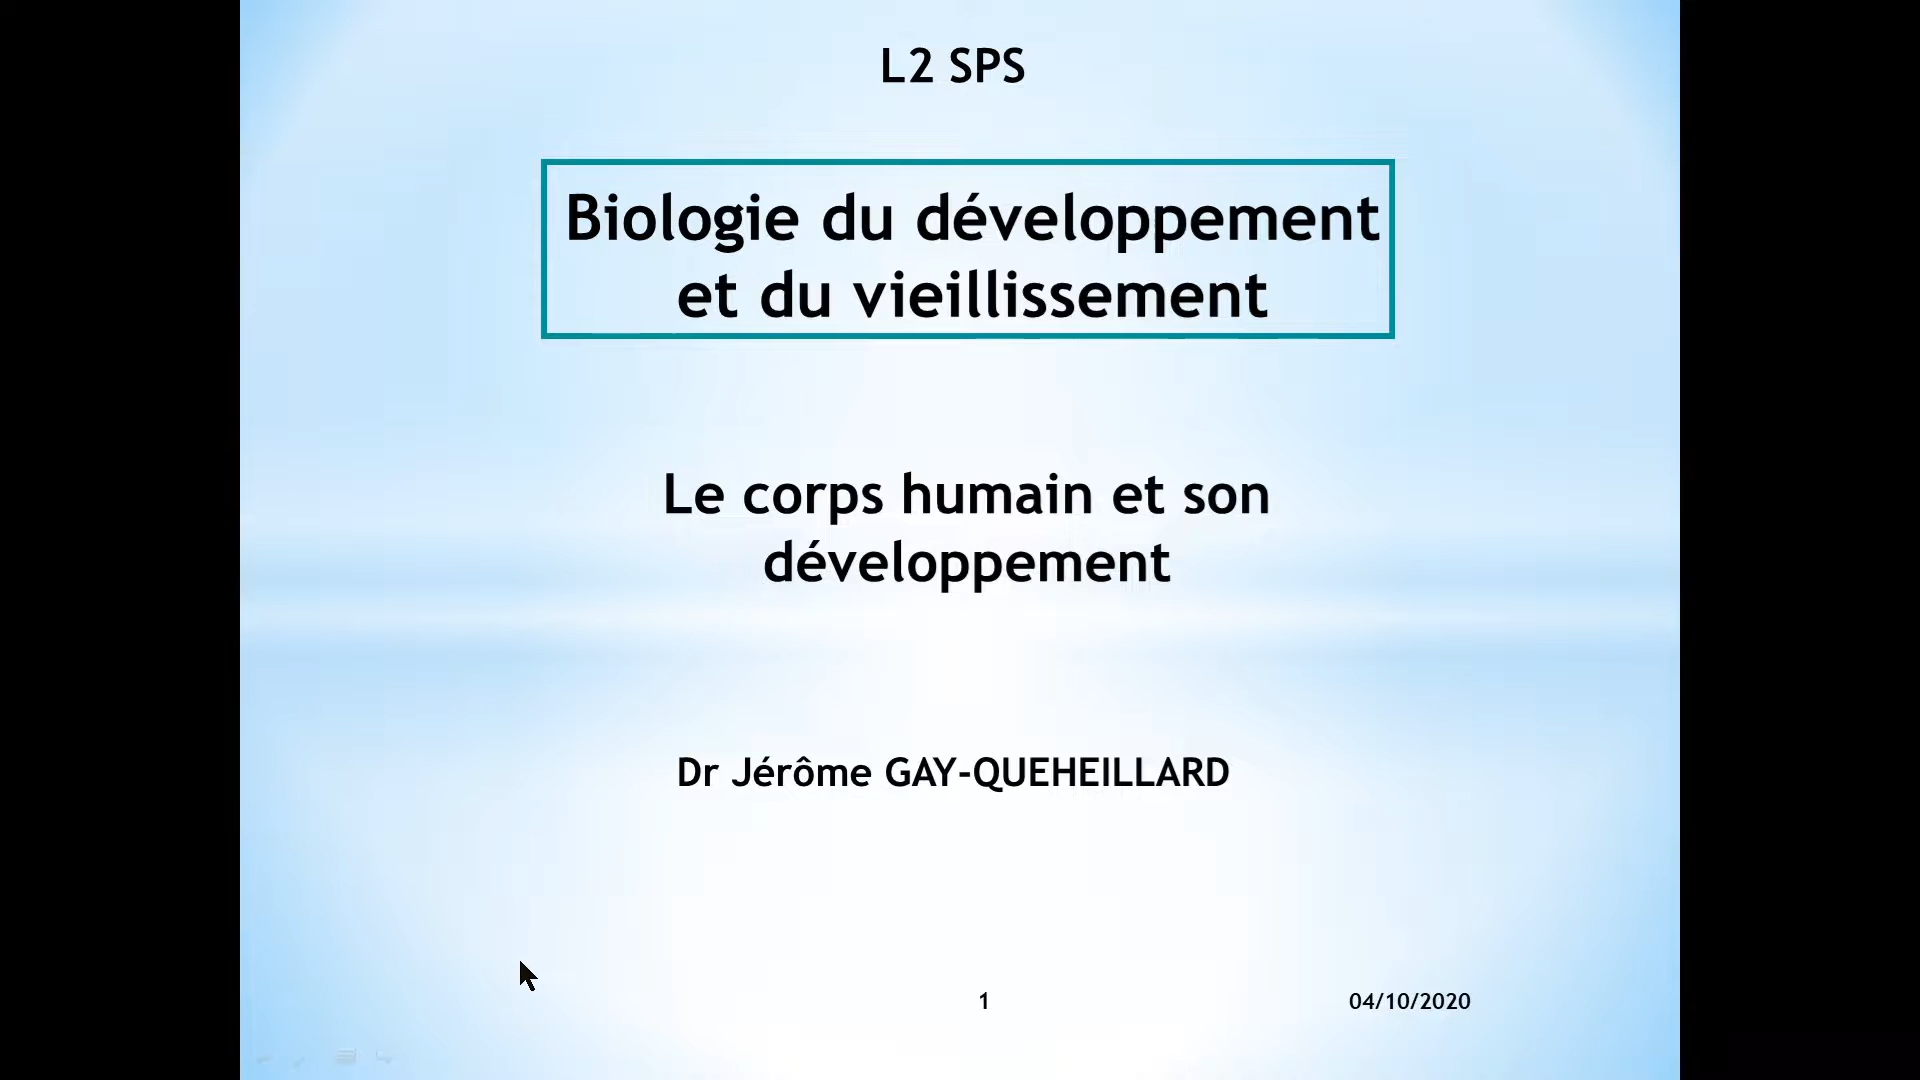 L2 SPS
Biologie du développement
et du vieillissement
Le corps humain et son
développement
Dr Jérôme GAY-QUEHEILLARD
1
04/10/2020